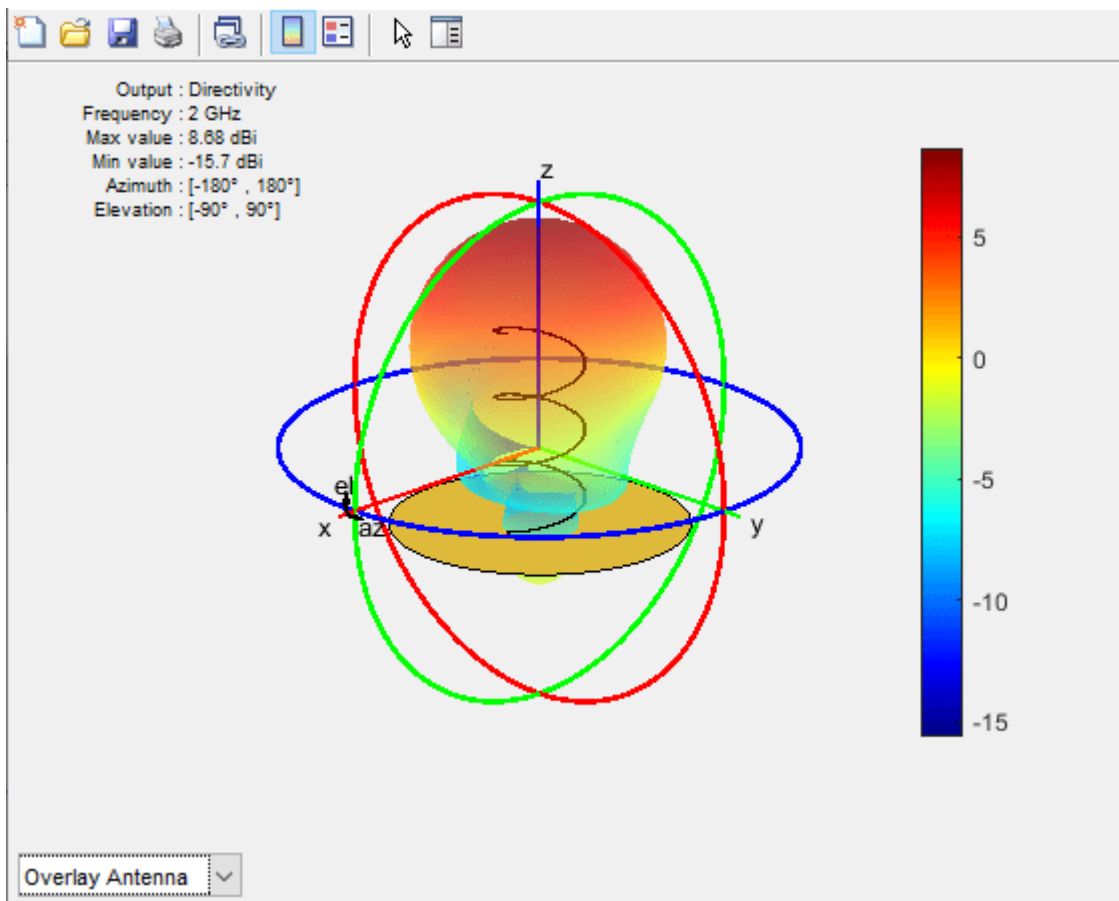 Output : Directivity
Frequency : 2 GHz
Max value : 8.68 dBi
Min value : -15.7 dBi
Azimuth : [-180° , 180°]
Elevation : [-90° , 90°]
z
5
0
-5
el
x
az
y
-10
-15
Overlay Antenna